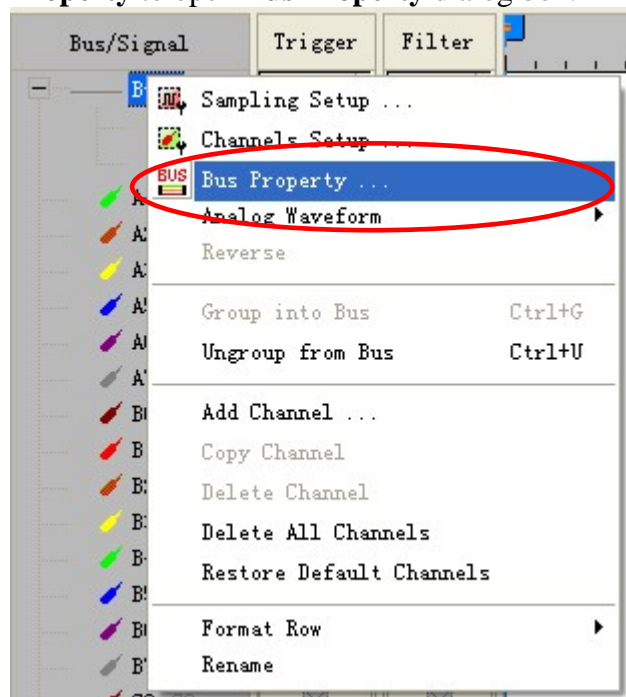 Bus/Signal Trigger Filter
Sampling Setup ...
Channels Setup ...
BUS Bus Property ...
Analog Waveform
Reverse
Group into Bus Ctrl+G
Ungroup from Bus Ctrl+U
Add Channel ...
Copy Channel
Delete Channel
Delete All Channels
Restore Default Channels
Format Row
Rename